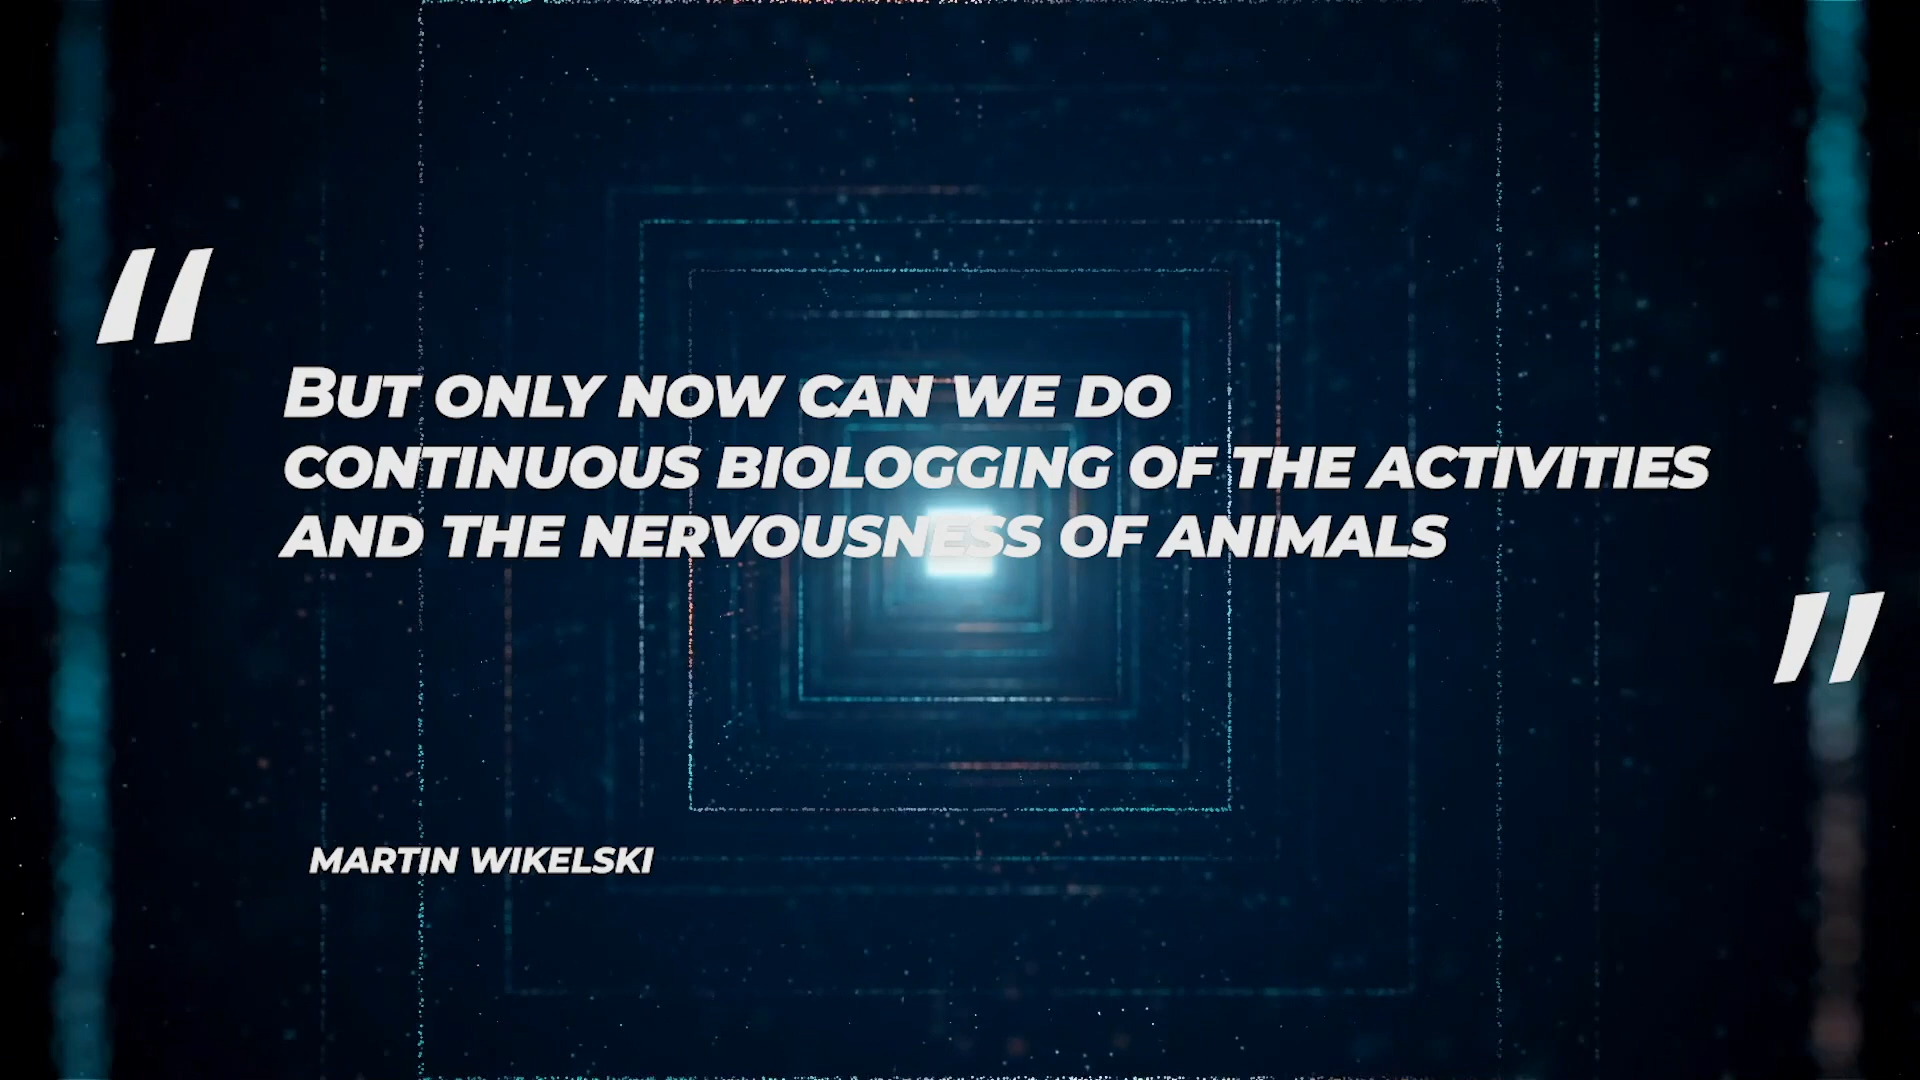 "
BUT ONLY NOW CAN WE DO
CONTINUOUS BIOLOGGING OF THE ACTIVITIES
AND THE NERVOUSNESS OF ANIMALS
"
MARTIN WIKELSKI